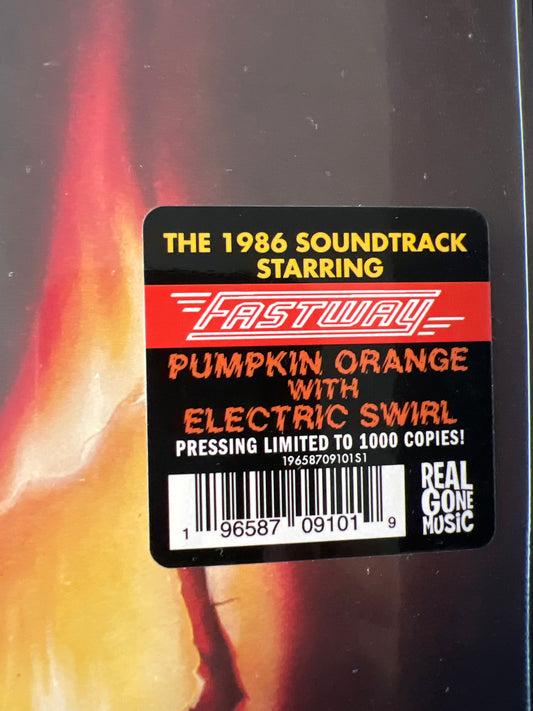 THE 1986 SOUNDTRACK
STARRING
FASTWAY
PUMPKIN ORANGE
WITH
ELECTRIC SWIRL
PRESSING LIMITED TO 1000 COPIES!
19658709101S1
1 96587 09101 9
REAL
GONE
MUSIC